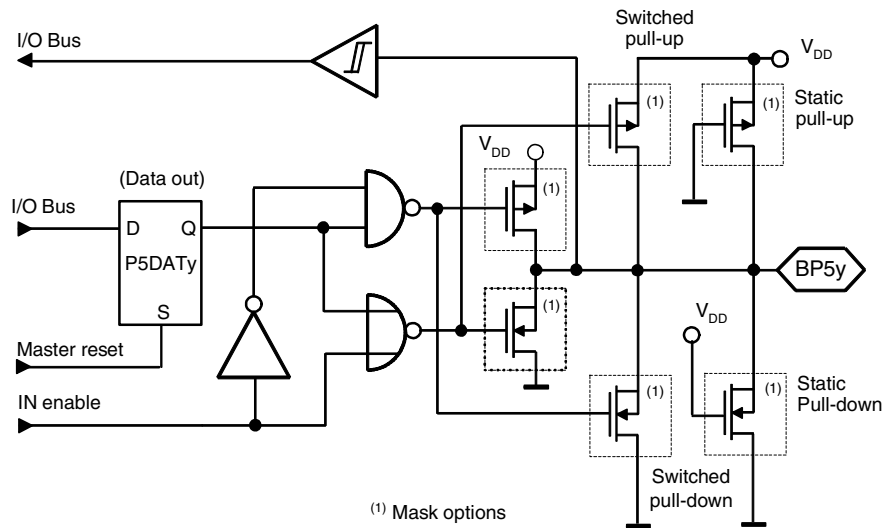 Switched
pull-up
I/O Bus
V_DD
(1)
(1)
Static
pull-up
V_DD
(1)
(Data out)
I/O Bus
D Q
P5DATy
S
BP5y
(1)
V_DD
Master reset
(1)
(1)
Static
Pull-down
IN enable
Switched
pull-down
(1) Mask options